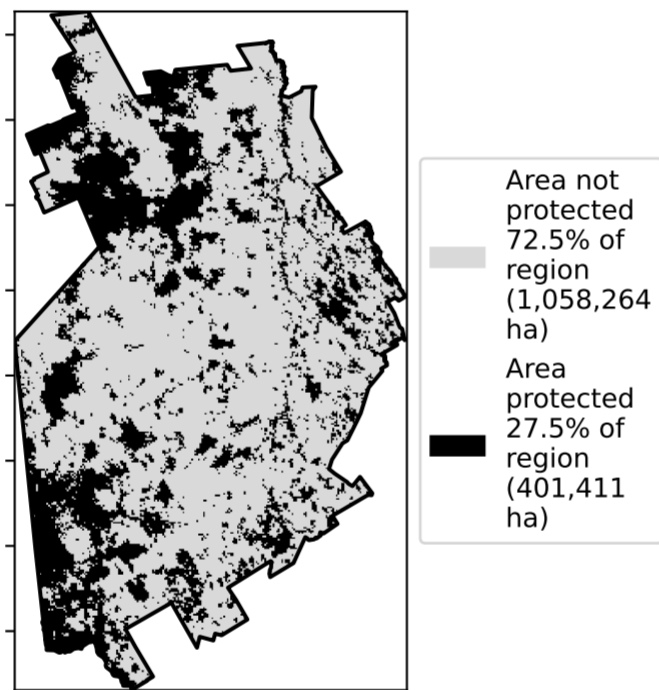 Area not
protected
72.5% of
region
(1,058,264
ha)
Area
protected
27.5% of
region
(401,411
ha)